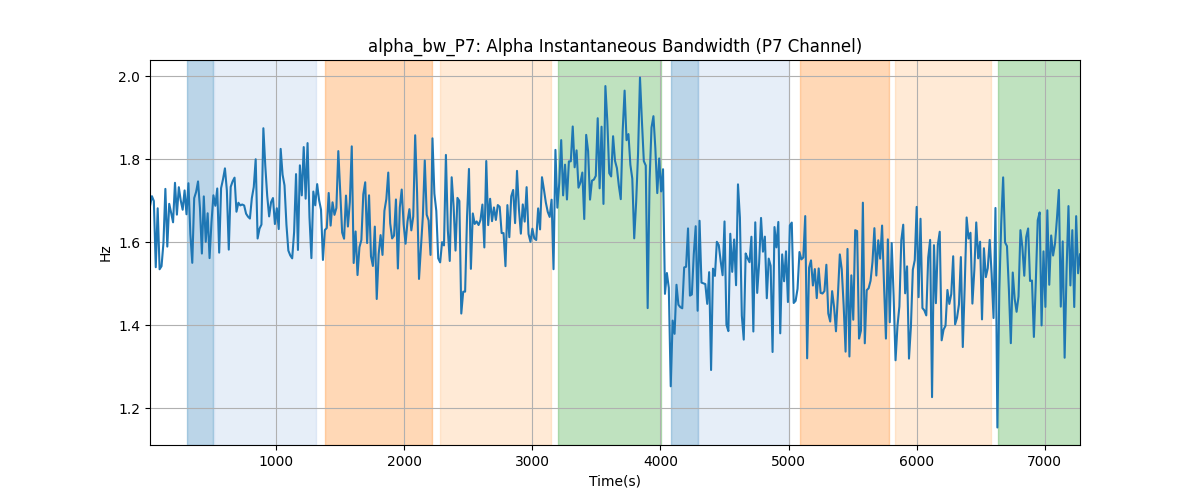 alpha_bw_P7: Alpha Instantaneous Bandwidth (P7 Channel)
Hz
2.0
1.8
1.6
1.4
1.2
1000 2000 3000 4000 5000 6000 7000
Time(s)